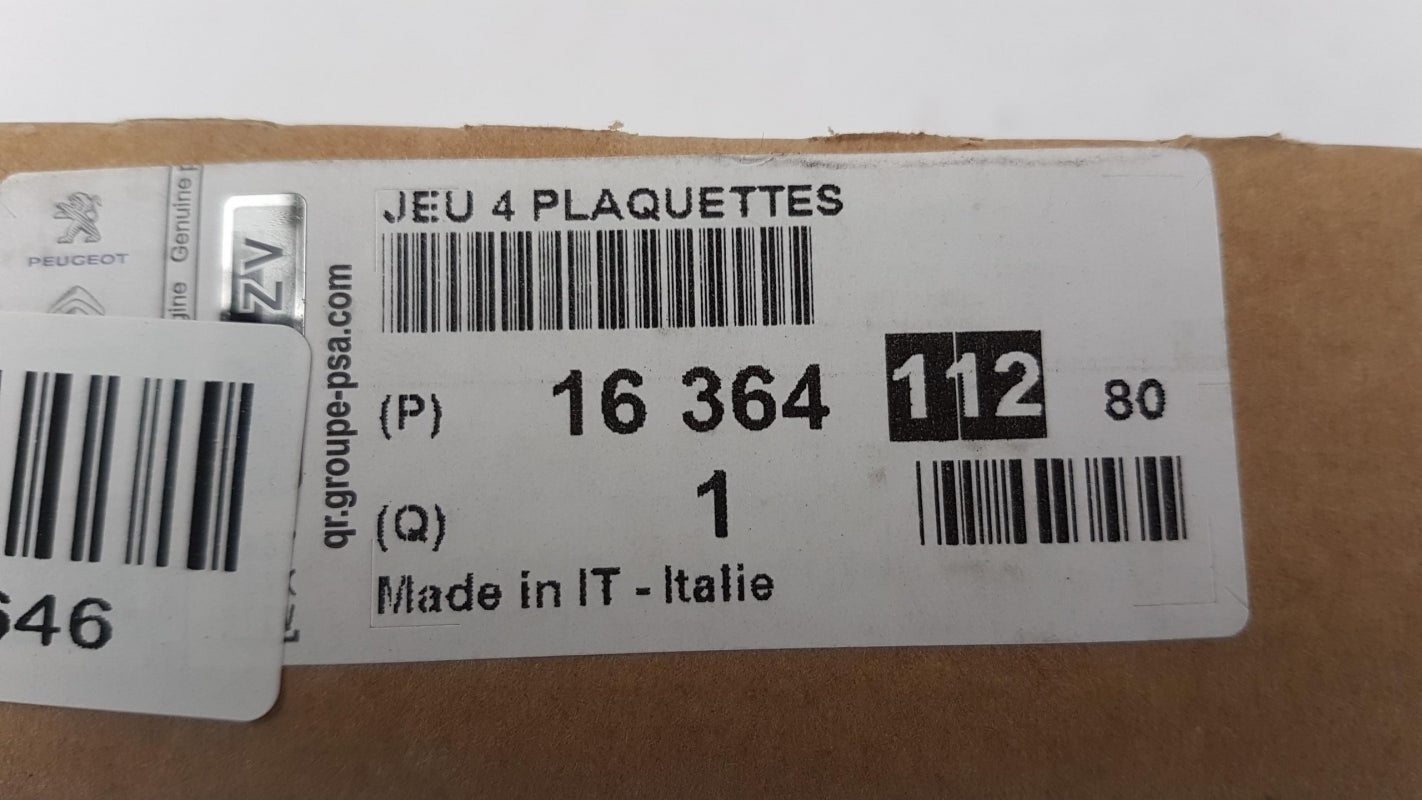 JEU 4 PLAQUETTES
PEUGEOT
Genuine
ZV
qr.groupe-psa.com
(P) 16 364 112 80
(Q) 1
Made in IT - Italie
646